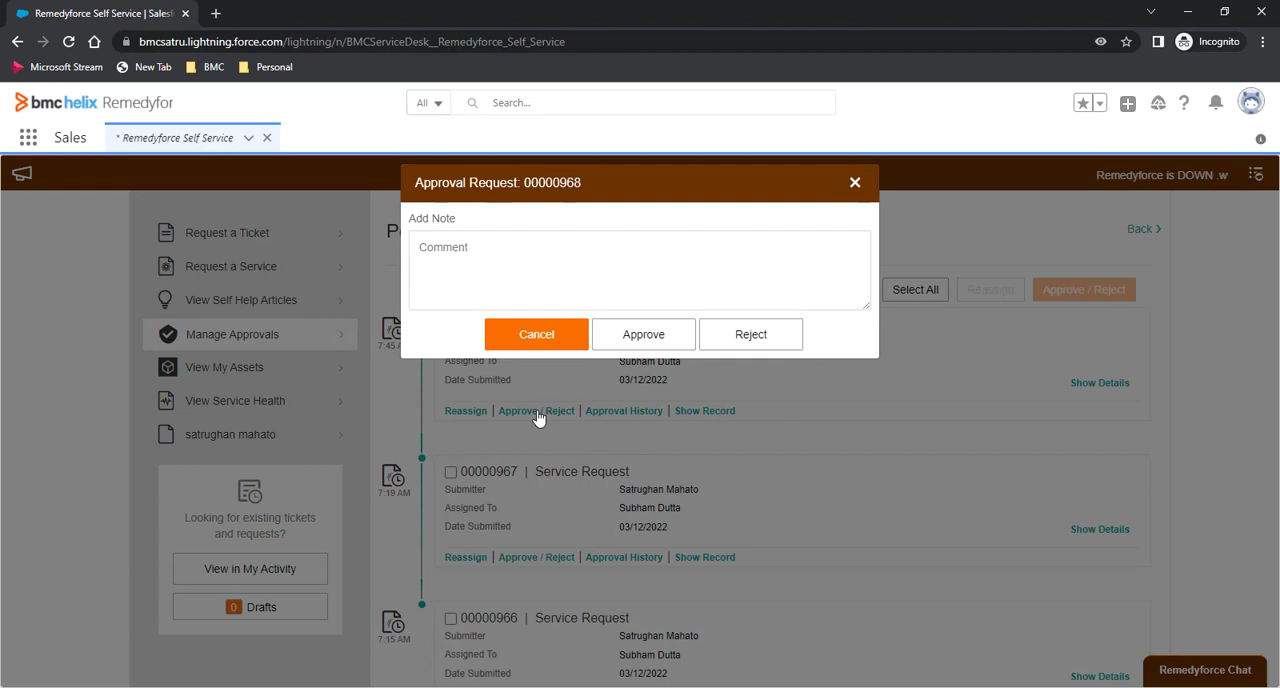 Remedyforce Self Service | Sales
bmcsatru.lightning.force.com/lightning/n/BMCServiceDesk__Remedyforce_Self_Service
Incognito
Microsoft Stream
New Tab
BMC
Personal
bmchelix Remedyfor
All
Search...
Sales
* Remedyforce Self Service
Remedyforce is DOWN .w
Approval Request: 00000968
Add Note
Comment
Cancel
Approve
Reject
Request a Ticket
Request a Service
View Self Help Articles
Manage Approvals
View My Assets
View Service Health
satrughan mahato
Looking for existing tickets
and requests?
View in My Activity
0 Drafts
Back
Select All
Reassign
Approve / Reject
Assigned To
Subham Dutta
Date Submitted
03/12/2022
Show Details
Reassign | Approve / Reject | Approval History | Show Record
7:19 AM
00000967 | Service Request
Submitter
Satrughan Mahato
Assigned To
Subham Dutta
Date Submitted
03/12/2022
Show Details
Reassign | Approve / Reject | Approval History | Show Record
7:15 AM
00000966 | Service Request
Submitter
Satrughan Mahato
Assigned To
Subham Dutta
Date Submitted
03/12/2022
Show Details
Remedyforce Chat